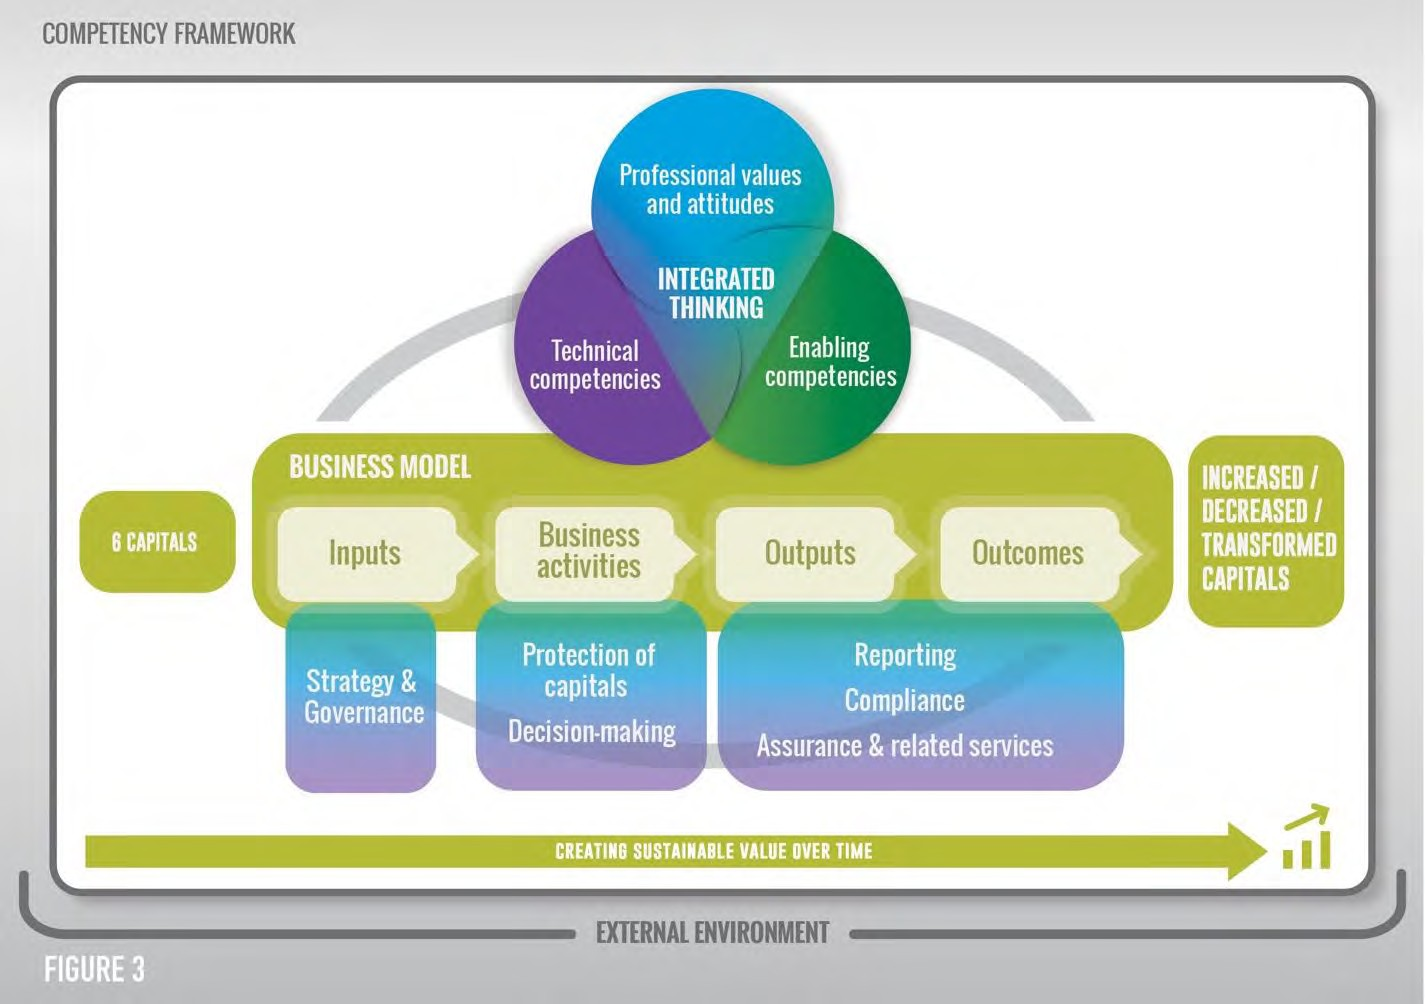 COMPETENCY FRAMEWORK
Professional values
and attitudes
INTEGRATED
THINKING
Technical
competencies
Enabling
competencies
BUSINESS MODEL
6 CAPITALS
Inputs
Business
activities
Outputs
Outcomes
INCREASED /
DECREASED /
TRANSFORMED
CAPITALS
Strategy &
Governance
Protection of
capitals
Decision-making
Reporting
Compliance
Assurance & related services
CREATING SUSTAINABLE VALUE OVER TIME
EXTERNAL ENVIRONMENT
FIGURE 3